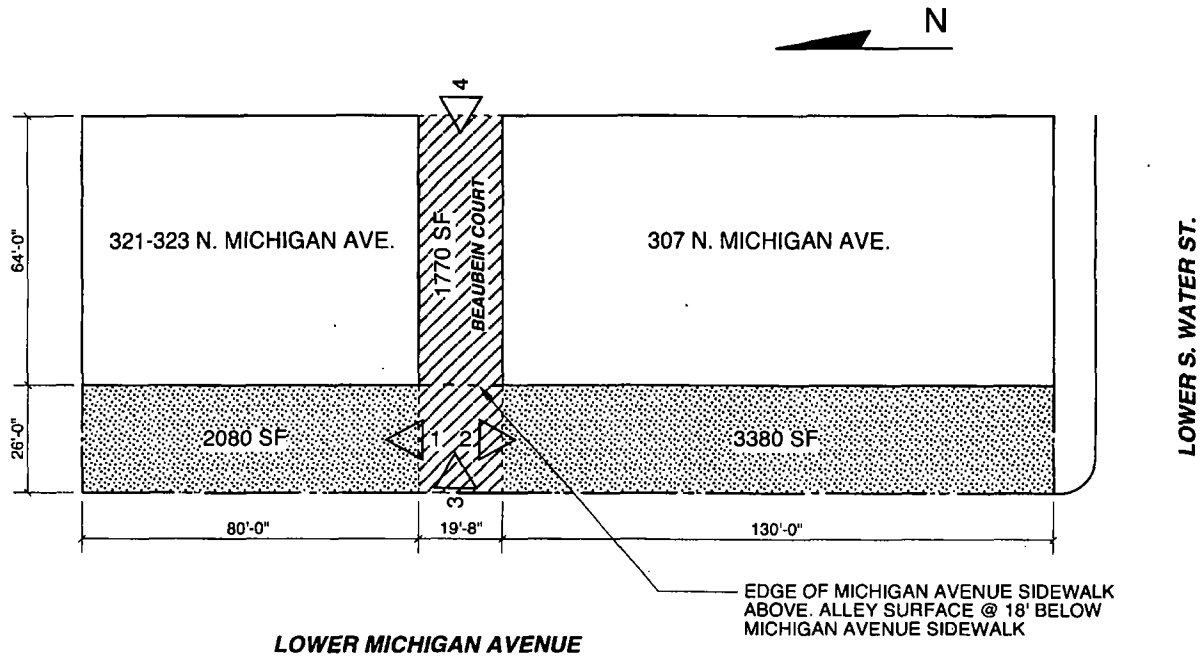 N
4
321-323 N. MICHIGAN AVE.
1770 SF
BEAUBEIN COURT
307 N. MICHIGAN AVE.
64'-0"
LOWER S. WATER ST.
26'-0"
2080 SF
1
2
3380 SF
3
80'-0"
19'-8"
130'-0"
EDGE OF MICHIGAN AVENUE SIDEWALK
ABOVE. ALLEY SURFACE @ 18' BELOW
MICHIGAN AVENUE SIDEWALK
LOWER MICHIGAN AVENUE